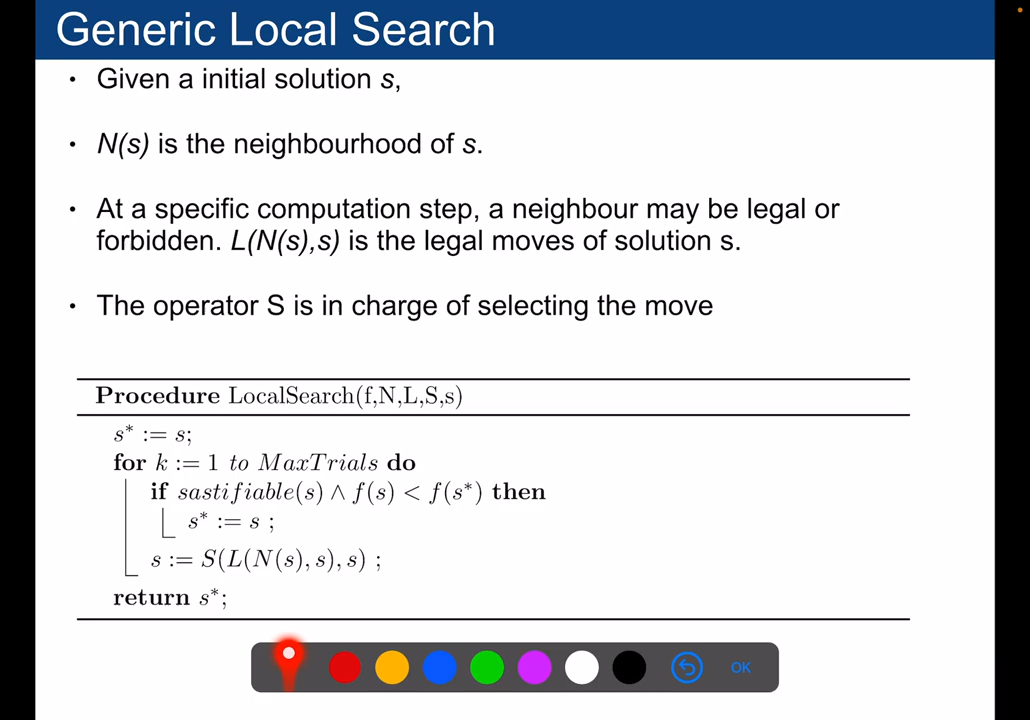 Generic Local Search
• Given a initial solution s,
• N(s) is the neighbourhood of s.
• At a specific computation step, a neighbour may be legal or
forbidden. L(N(s),s) is the legal moves of solution s.
• The operator S is in charge of selecting the move
Procedure LocalSearch(f,N,L,S,s)
s* := s;
for k := 1 to MaxTrials do
if sastifiable(s) ∧ f(s) < f(s*) then
s* := s ;
s := S(L(N(s), s), s) ;
return s*;
OK